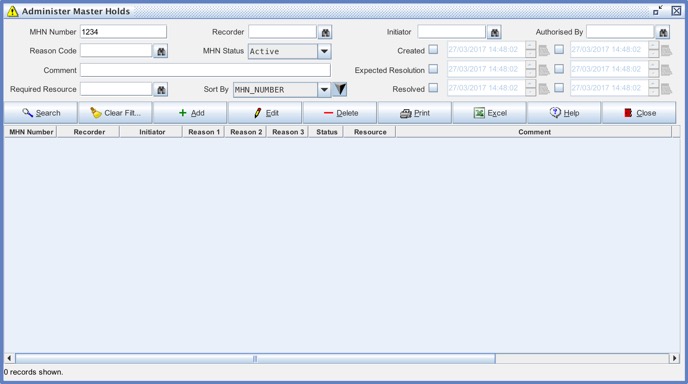 Administer Master Holds
MHN Number 1234 Recorder Initiator Authorised By
Reason Code MHN Status Active Created 27/03/2017 14:48:02 27/03/2017 14:48:02
Comment Expected Resolution 27/03/2017 14:48:02 27/03/2017 14:48:02
Required Resource Sort By MHN_NUMBER Resolved 27/03/2017 14:48:02 27/03/2017 14:48:02
Search Clear Filt... Add Edit Delete Print Excel Help Close
MHN Number Recorder Initiator Reason 1 Reason 2 Reason 3 Status Resource Comment
0 records shown.